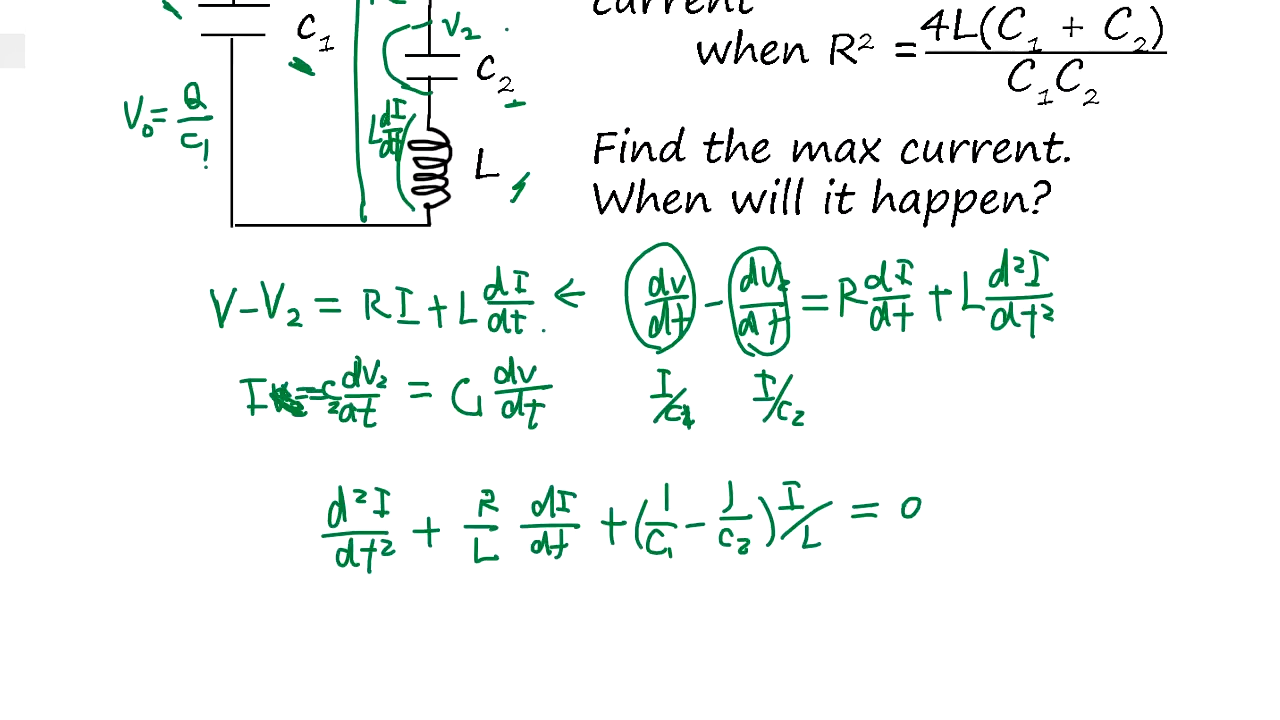 current
when R² = 4L(C₁ + C₂) / C₁C₂
C₁
V₂
C₂
V₀ = Q/C₁
L dI/dt
L
Find the max current.
When will it happen?
V - V₂ = RI + L dI/dt ← dv/dt - dV₂/dt = R dI/dt + L d²I/dt²
I = C₂ dV₂/dt = C₁ dv/dt I/C₁ I/C₂
d²I/dt² + R/L dI/dt + (1/C₁ - 1/C₂) I/L = 0